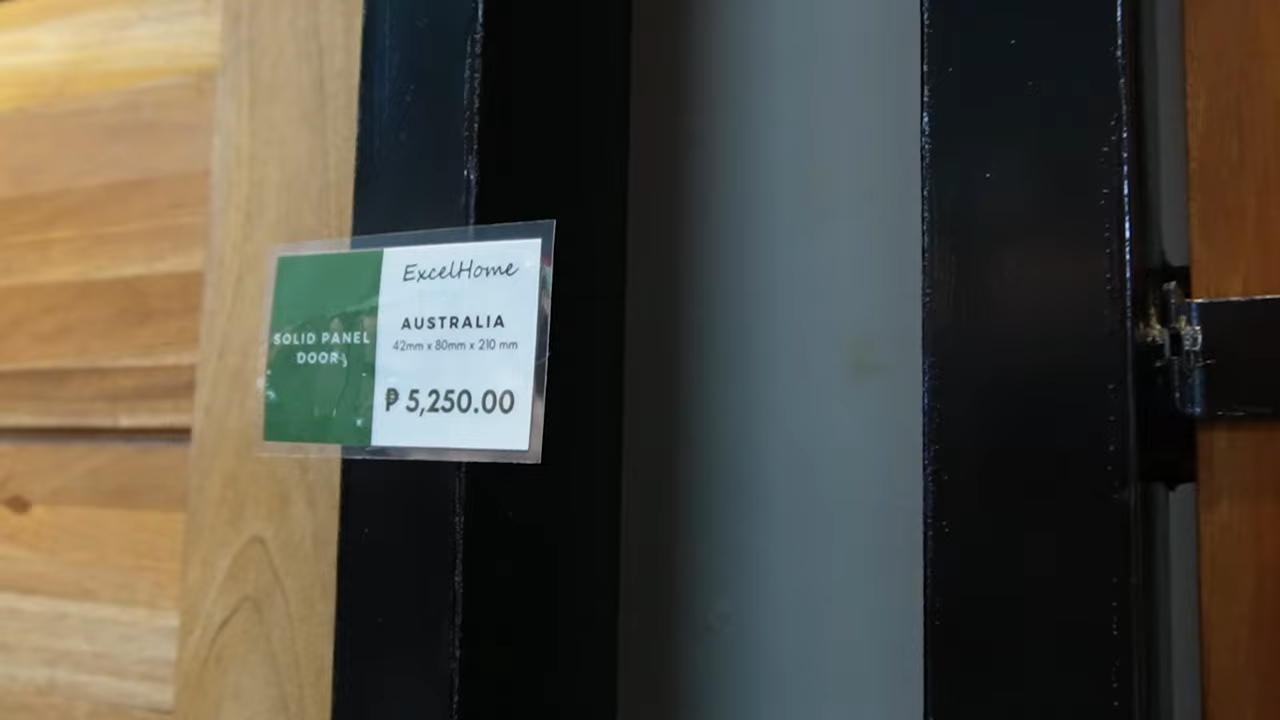 ExcelHome
SOLID PANEL
DOOR
AUSTRALIA
42mm x 80mm x 210 mm
₱ 5,250.00